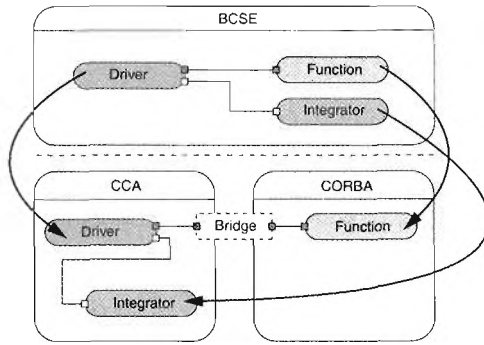 BCSE
Driver
Function
Integrator
CCA
CORBA
Driver
Bridge
Function
Integrator